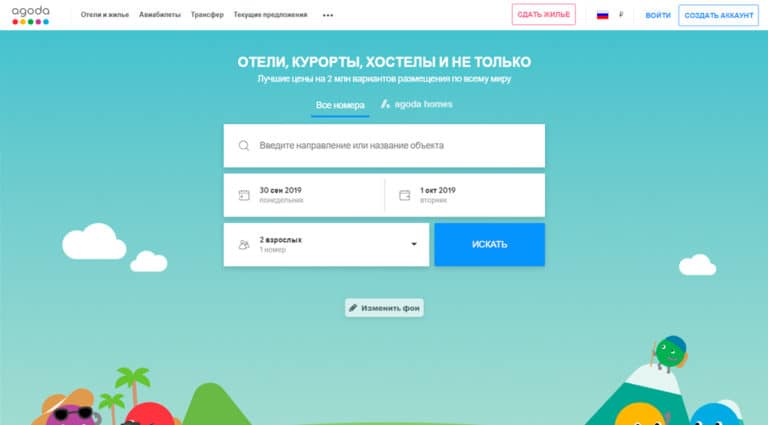 agoda
Отели и жилье Авиабилеты Трансфер Текущие предложения •••
СДАТЬ ЖИЛЬЕ ₽ ВОЙТИ СОЗДАТЬ АККАУНТ
ОТЕЛИ, КУРОРТЫ, ХОСТЕЛЫ И НЕ ТОЛЬКО
Лучшие цены на 2 млн вариантов размещения по всему миру
Все номера agoda homes
Введите направление или название объекта
30 сен 2019 1 окт 2019
понедельник вторник
2 взрослых
1 номер
ИСКАТЬ
Изменить фон